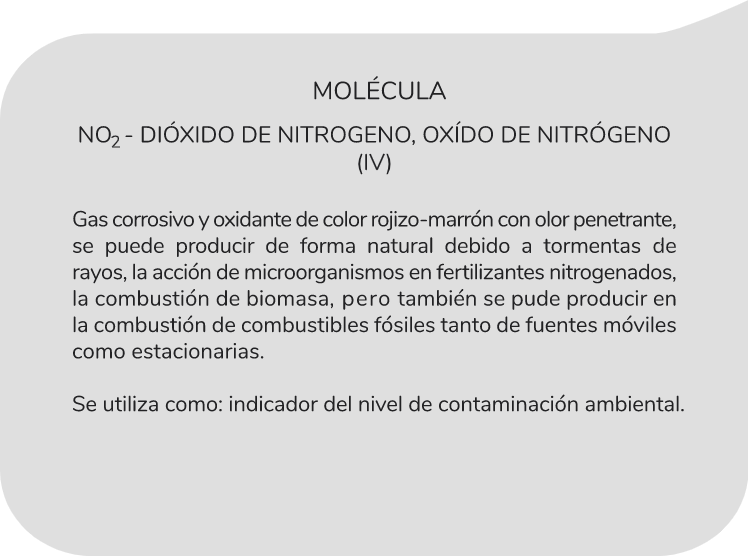 MOLÉCULA
NO₂ - DIÓXIDO DE NITROGENO, OXÍDO DE NITRÓGENO
(IV)
Gas corrosivo y oxidante de color rojizo-marrón con olor penetrante,
se puede producir de forma natural debido a tormentas de
rayos, la acción de microorganismos en fertilizantes nitrogenados,
la combustión de biomasa, pero también se pude producir en
la combustión de combustibles fósiles tanto de fuentes móviles
como estacionarias.
Se utiliza como: indicador del nivel de contaminación ambiental.